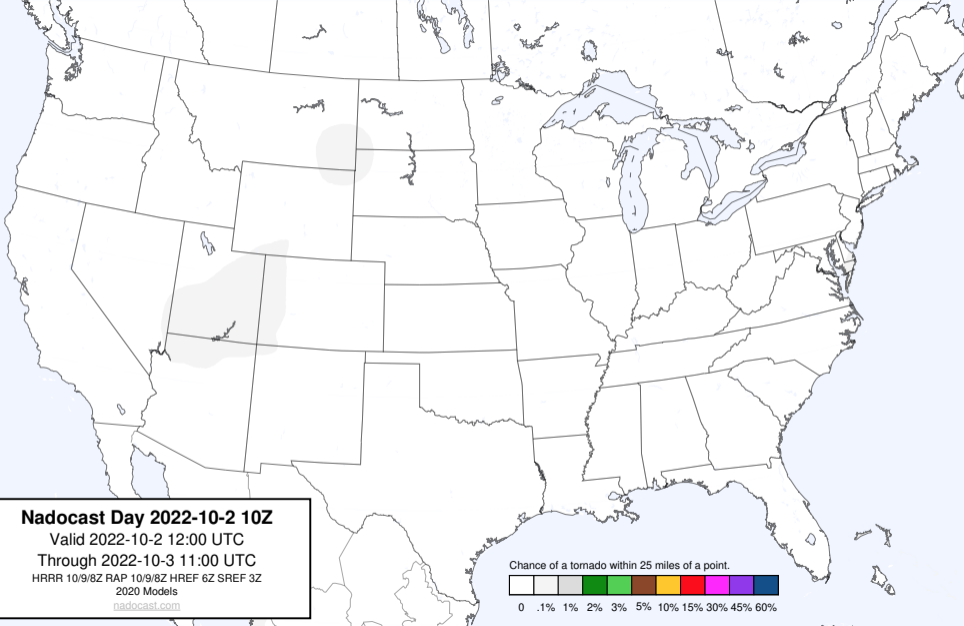 Nadocast Day 2022-10-2 10Z
Valid 2022-10-2 12:00 UTC
Through 2022-10-3 11:00 UTC
HRRR 10/9/8Z RAP 10/9/8Z HREF 6Z SREF 3Z
2020 Models
nadocast.com
Chance of a tornado within 25 miles of a point.
0 .1% 1% 2% 3% 5% 10% 15% 30% 45% 60%